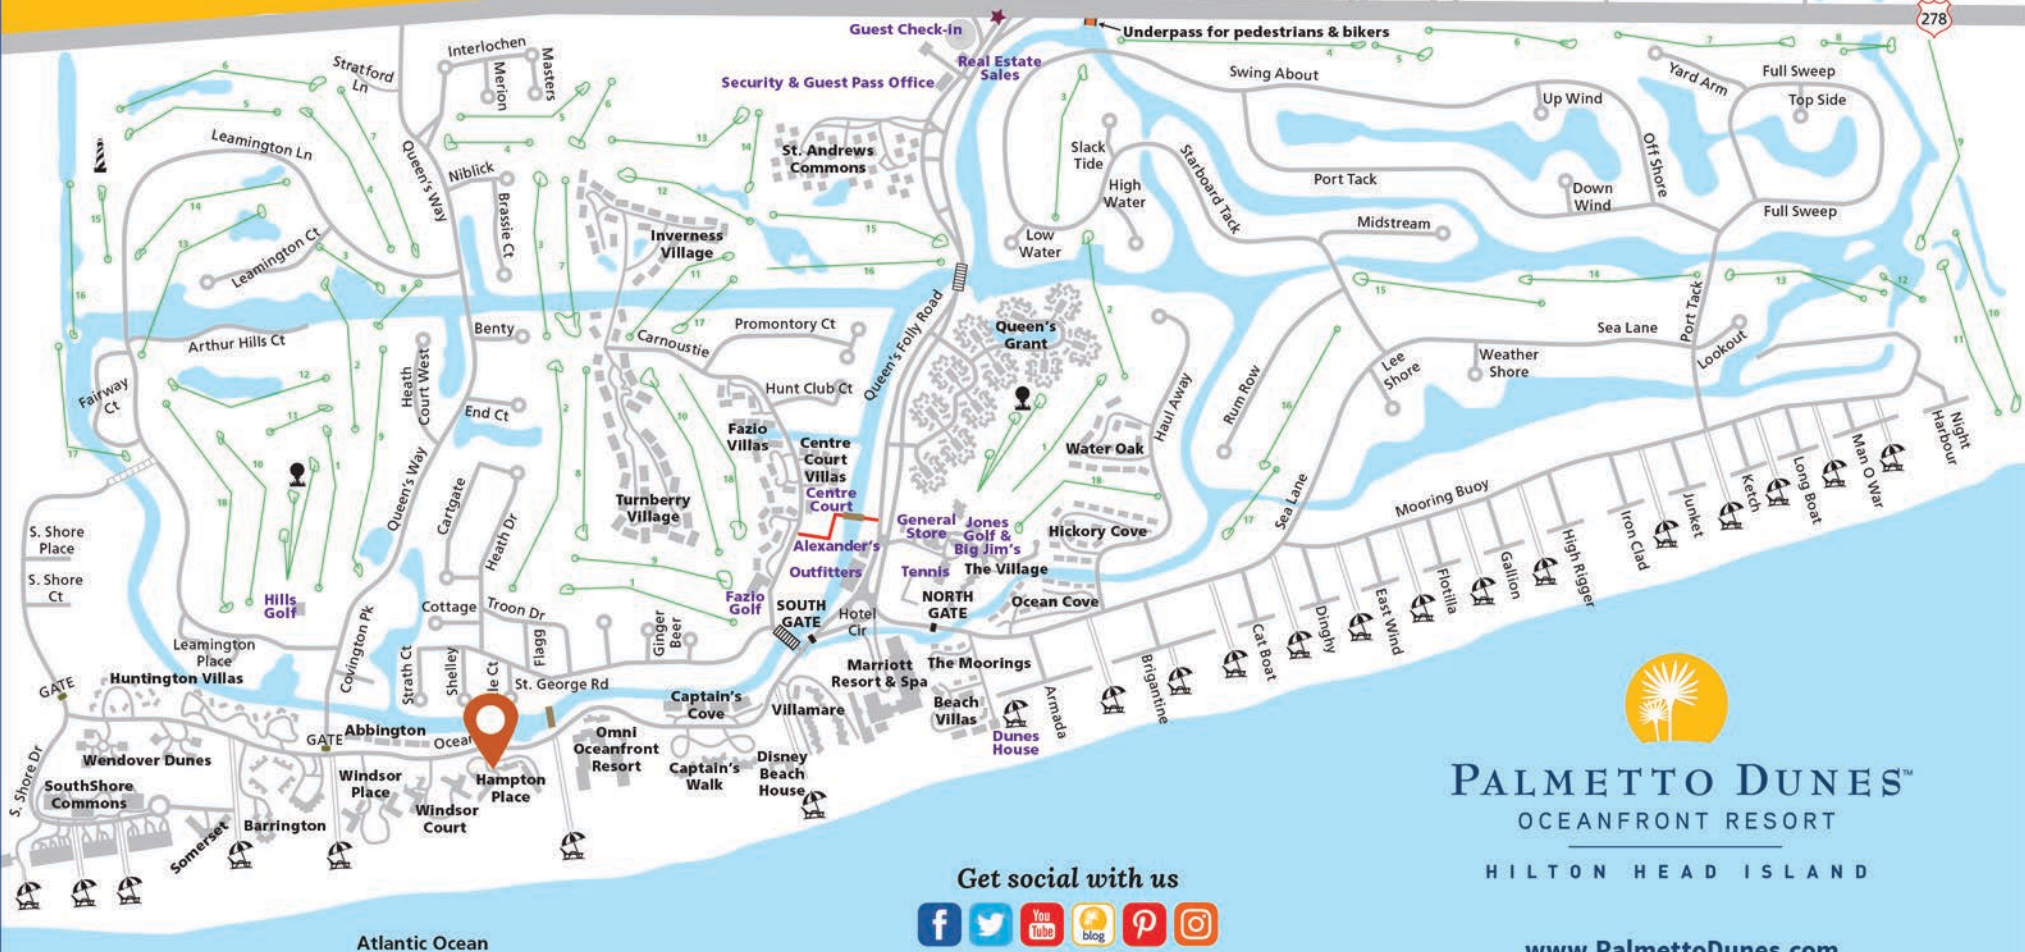 278
Guest Check-in
Underpass for pedestrians & bikers
Real Estate
Sales
Security & Guest Pass Office
Interlochen
Merion
Masters
Stratford
Ln
Leamington Ln
Queen's Way
Niblick
Brassie Ct
St. Andrews
Commons
Inverness
Village
Leamington Ct
Arthur Hills Ct
Fairway
Ct
Benty
Heath
Court West
End Ct
Carnoustie
Promontory Ct
Hunt Club Ct
Queen's Folly Road
Queen's
Grant
Swing About
Slack
Tide
High
Water
Low
Water
Starboard Tack
Port Tack
Midstream
Up Wind
Down
Wind
Off Shore
Yard Arm
Full Sweep
Top Side
Full Sweep
Port Tack
Sea Lane
Lookout
Weather
Shore
Lee
Shore
Rum Row
Haul Away
Water Oak
Hickory Cove
Ocean Cove
Sea Lane
Mooring Buoy
Fazio
Villas
Centre
Court
Villas
Centre
Court
Alexander's
Outfitters
General
Store
Jones
Golf &
Big Jim's
Tennis
The Village
NORTH
GATE
SOUTH
GATE
Hotel
Cir
Fazio
Golf
Turnberry
Village
Queen's Way
Cartgate
Heath Dr
S. Shore
Place
S. Shore
Ct
Hills
Golf
Cottage
Troon Dr
Flagg
Ginger
Beer
Leamington
Place
Covington Pk
Strath Ct
Shelley
le Ct
St. George Rd
GATE
Huntington Villas
Abbington
GATE
Ocean
Wendover Dunes
S. Shore Dr
SouthShore
Commons
Somerset
Barrington
Windsor
Place
Windsor
Court
Hampton
Place
Omni
Oceanfront
Resort
Captain's
Cove
Captain's
Walk
Villamare
Disney
Beach
House
Marriott
Resort & Spa
The Moorings
Beach
Villas
Dunes
House
Armada
Brigantine
Cat Boat
Dinghy
East Wind
Flotilla
Gallion
High Rigger
Iron Clad
Junket
Ketch
Long Boat
Man O War
Night
Harbour
PALMETTO DUNES™
OCEANFRONT RESORT
HILTON HEAD ISLAND
Get social with us
You
Tube
blog
Atlantic Ocean
www.PalmettoDunes.com